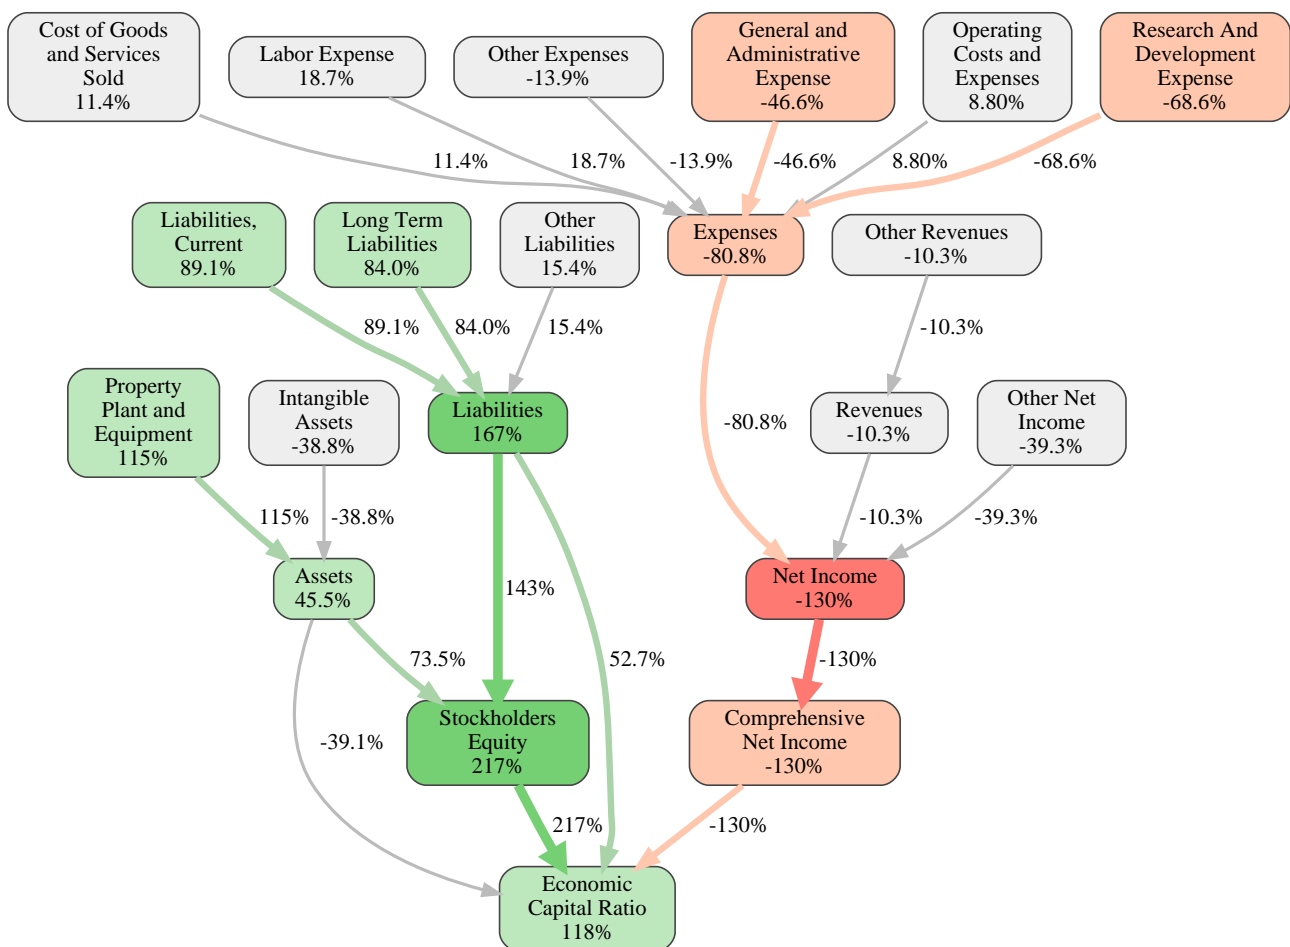 Cost of Goods
and Services
Sold
11.4%
Labor Expense
18.7%
Other Expenses
-13.9%
General and
Administrative
Expense
-46.6%
Operating
Costs and
Expenses
8.80%
Research And
Development
Expense
-68.6%
11.4%
18.7%
-13.9%
-46.6%
8.80%
-68.6%
Liabilities,
Current
89.1%
Long Term
Liabilities
84.0%
Other
Liabilities
15.4%
Expenses
-80.8%
Other Revenues
-10.3%
89.1%
84.0%
15.4%
-10.3%
Property
Plant and
Equipment
115%
Intangible
Assets
-38.8%
Liabilities
167%
-80.8%
Revenues
-10.3%
Other Net
Income
-39.3%
115%
-38.8%
-10.3%
-39.3%
Assets
45.5%
143%
Net Income
-130%
73.5%
52.7%
-130%
-39.1%
Stockholders
Equity
217%
Comprehensive
Net Income
-130%
217%
-130%
Economic
Capital Ratio
118%